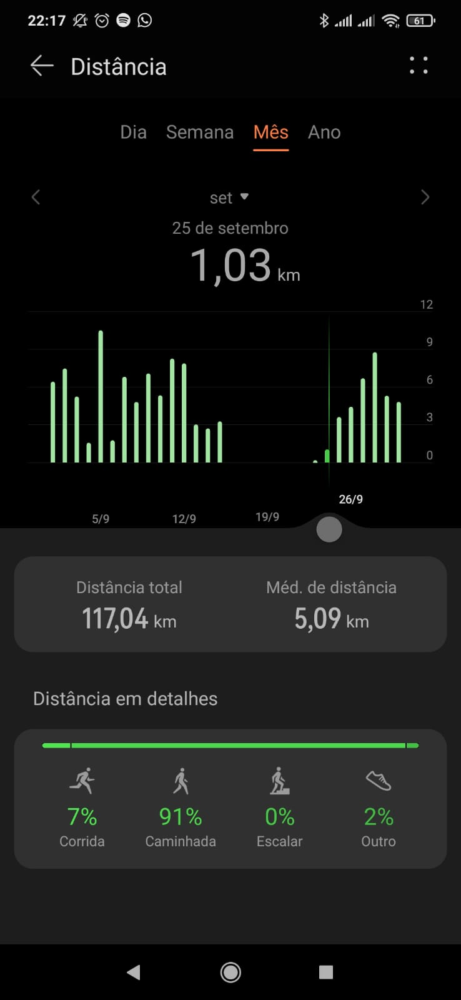 22:17 61
Distância
Dia Semana Mês Ano
set
25 de setembro
1,03 km
12
9
6
3
0
26/9
5/9 12/9 19/9
Distância total Méd. de distância
117,04 km 5,09 km
Distância em detalhes
7% 91% 0% 2%
Corrida Caminhada Escalar Outro